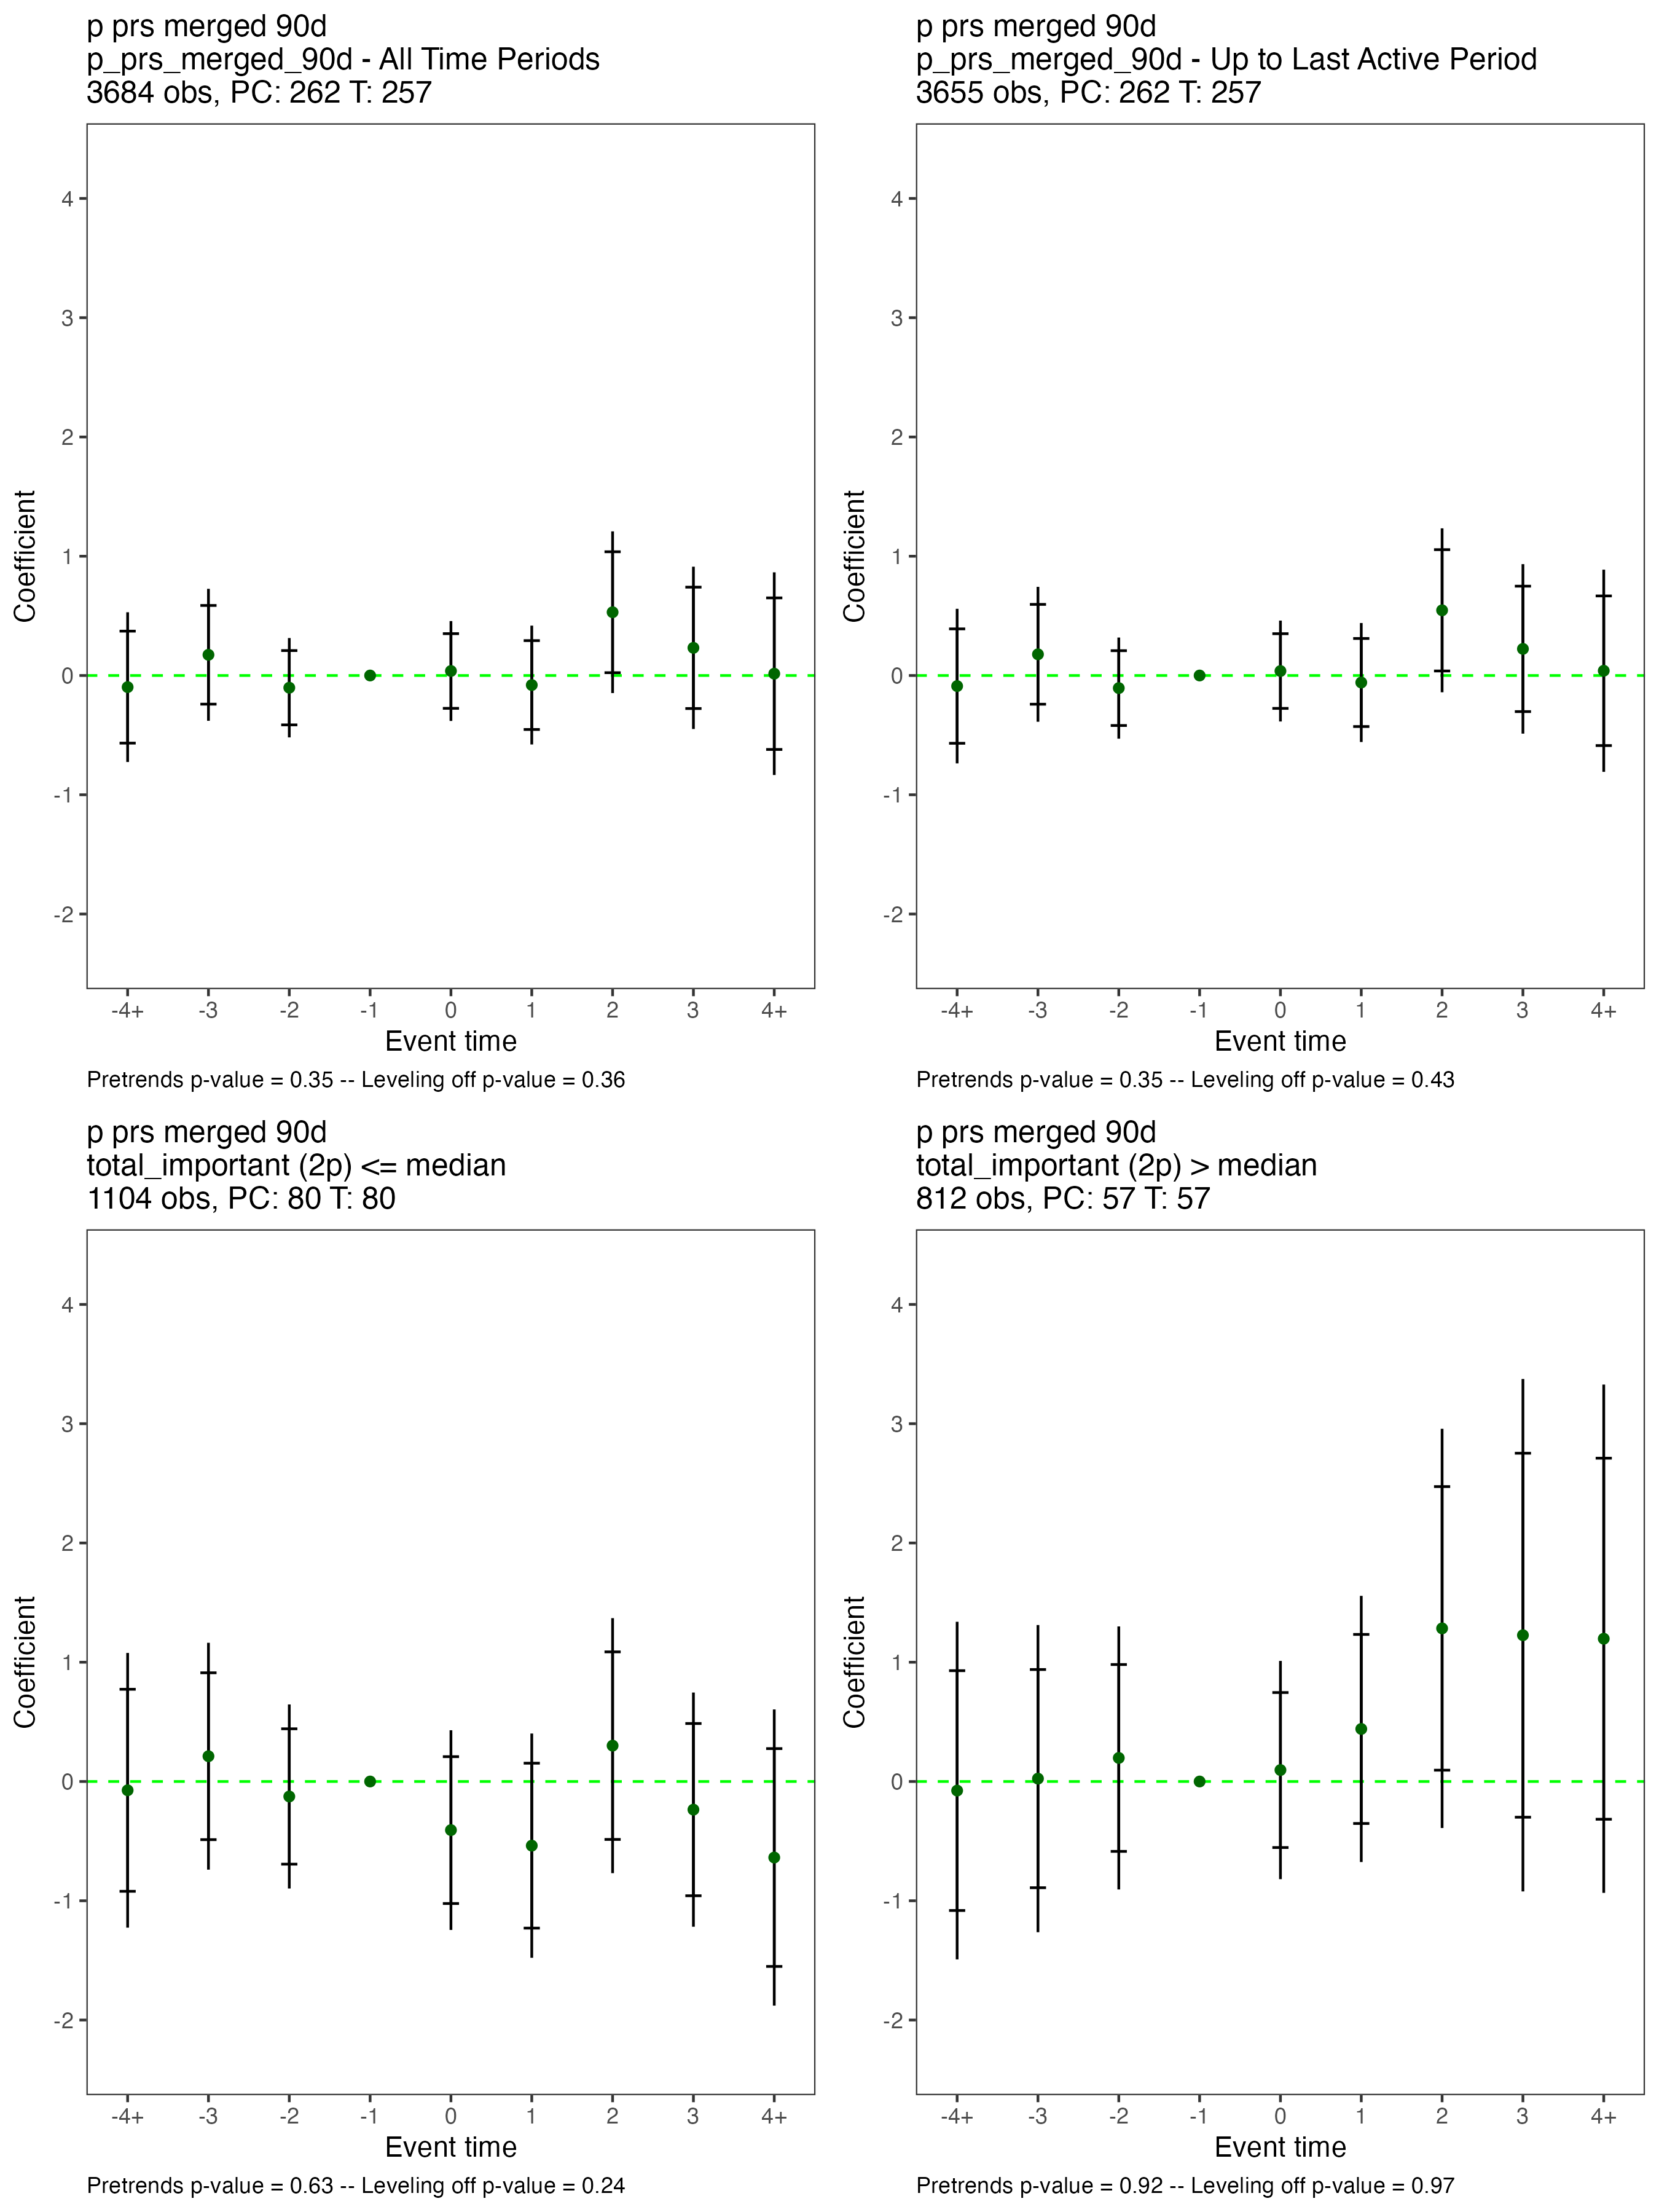 p prs merged 90d
p_prs_merged_90d - All Time Periods
3684 obs, PC: 262 T: 257
4
3
2
1
0
-1
-2
Coefficient
-4+ -3 -2 -1 0 1 2 3 4+
Event time
Pretrends p-value = 0.35 -- Leveling off p-value = 0.36
p prs merged 90d
p_prs_merged_90d - Up to Last Active Period
3655 obs, PC: 262 T: 257
4
3
2
1
0
-1
-2
Coefficient
-4+ -3 -2 -1 0 1 2 3 4+
Event time
Pretrends p-value = 0.35 -- Leveling off p-value = 0.43
p prs merged 90d
total_important (2p) <= median
1104 obs, PC: 80 T: 80
4
3
2
1
0
-1
-2
Coefficient
-4+ -3 -2 -1 0 1 2 3 4+
Event time
Pretrends p-value = 0.63 -- Leveling off p-value = 0.24
p prs merged 90d
total_important (2p) > median
812 obs, PC: 57 T: 57
4
3
2
1
0
-1
-2
Coefficient
-4+ -3 -2 -1 0 1 2 3 4+
Event time
Pretrends p-value = 0.92 -- Leveling off p-value = 0.97